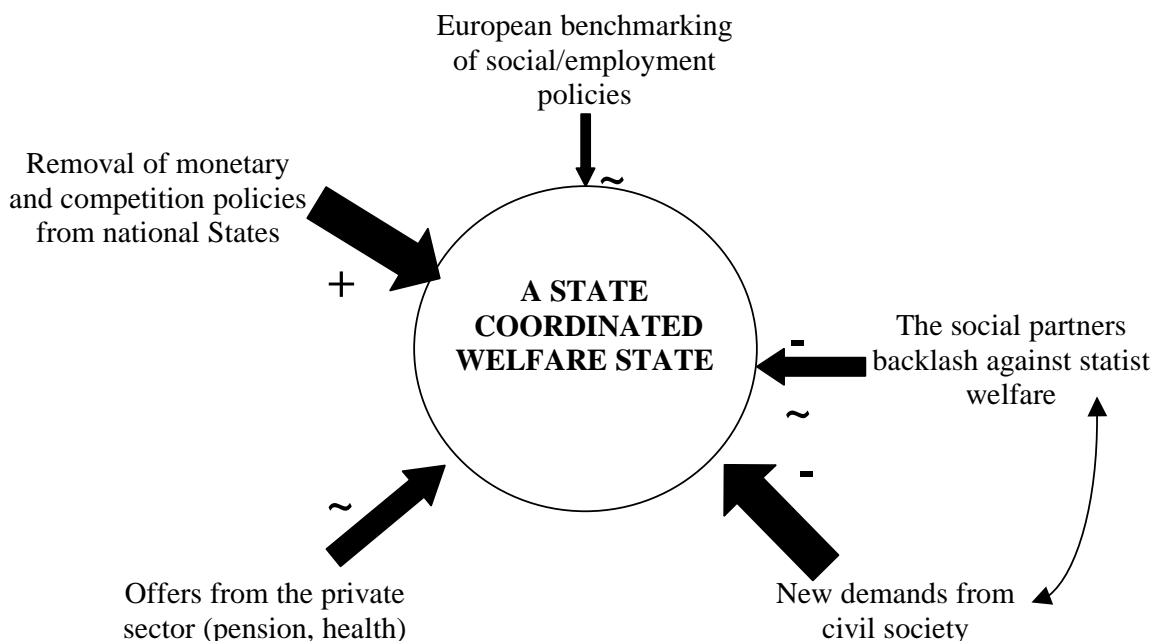 European benchmarking
of social/employment
policies
~
Removal of monetary
and competition policies
from national States
+
A STATE
COORDINATED
WELFARE STATE
-
The social partners
backlash against statist
welfare
~
-
~
Offers from the private
sector (pension, health)
New demands from
civil society